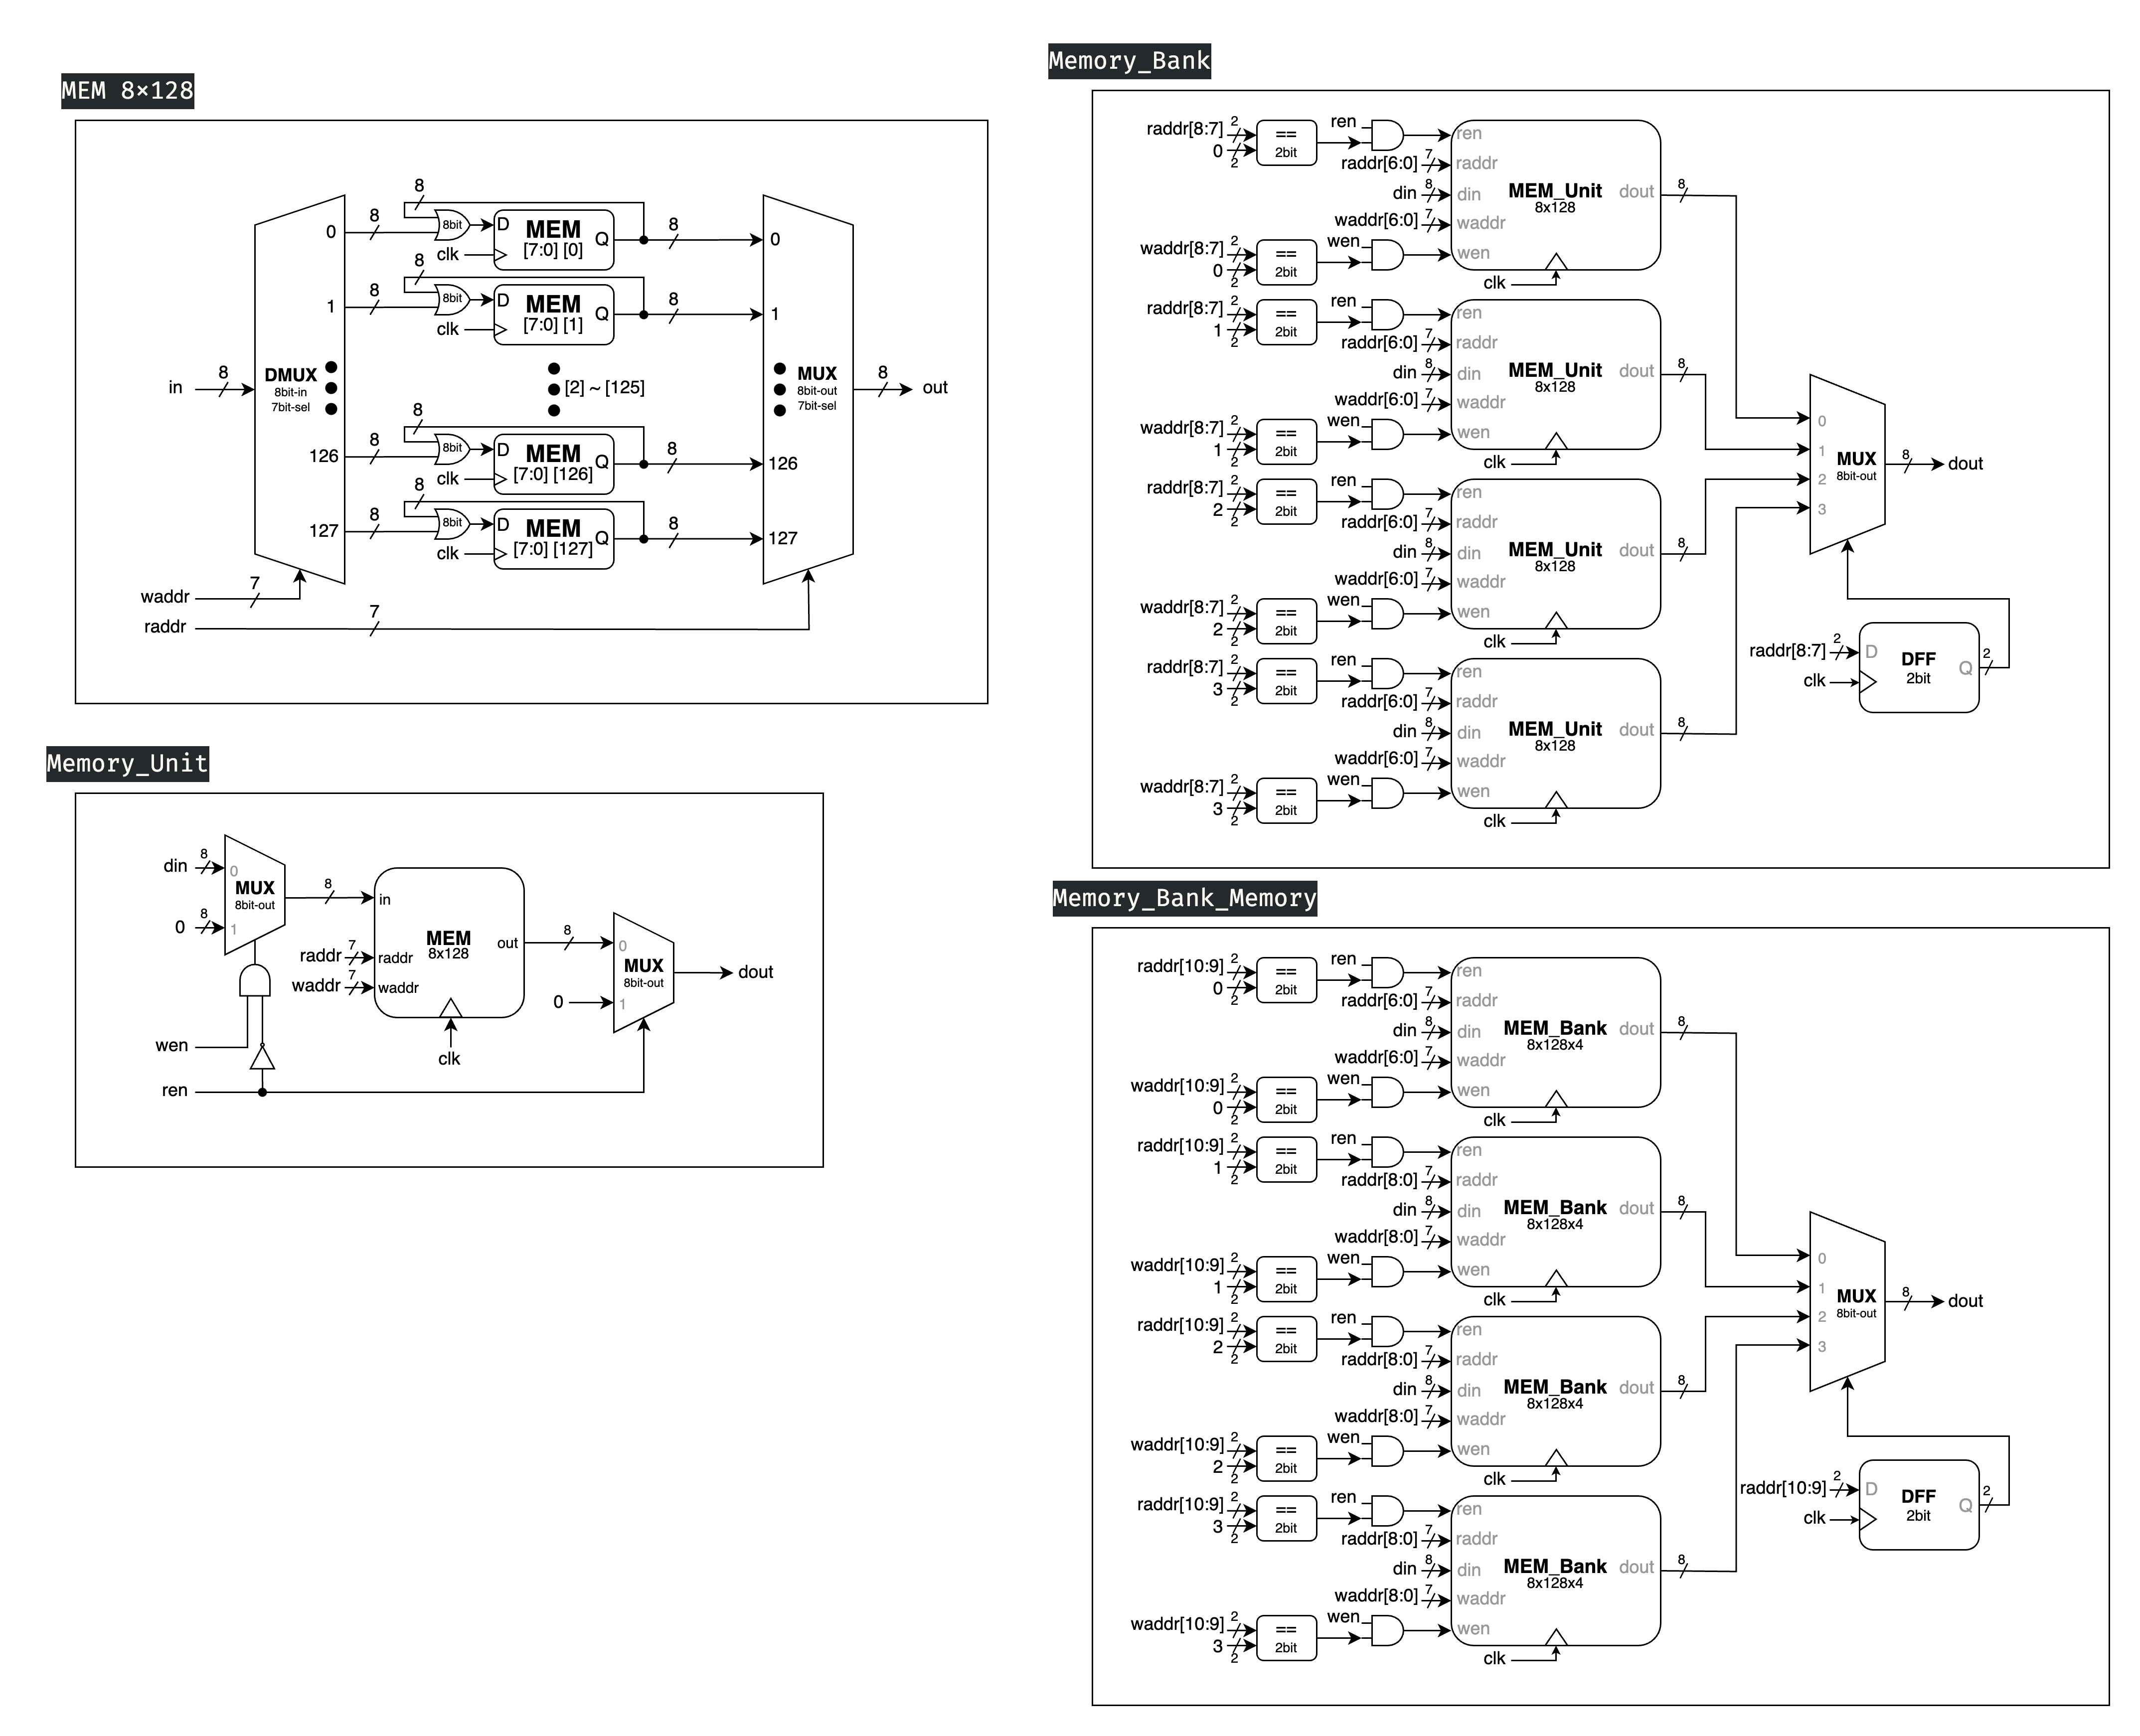 MEM 8×128
8
8
0
8bit
D
MEM
[7:0] [0]
Q
clk
8
0
8
8
1
8bit
D
MEM
[7:0] [1]
Q
clk
8
1
in
8
DMUX
8bit-in
7bit-sel
[2] ~ [125]
MUX
8bit-out
7bit-sel
8
out
8
8
126
8bit
D
MEM
[7:0] [126]
Q
clk
8
126
8
8
127
8bit
D
MEM
[7:0] [127]
Q
clk
8
127
waddr
7
raddr
7
Memory_Unit
din
8
0
MUX
8bit-out
0
8
1
8
in
MEM
8x128
out
raddr
7
raddr
waddr
7
waddr
clk
8
0
MUX
8bit-out
0
1
dout
wen
ren
Memory_Bank
raddr[8:7]
2
0
2
==
2bit
ren
ren
raddr[6:0]
7
raddr
din
8
din
MEM_Unit
8x128
dout
8
waddr[6:0]
7
waddr
waddr[8:7]
2
0
2
==
2bit
wen
wen
clk
raddr[8:7]
2
1
2
==
2bit
ren
ren
raddr[6:0]
7
raddr
din
8
din
MEM_Unit
8x128
dout
8
waddr[6:0]
7
waddr
waddr[8:7]
2
1
2
==
2bit
wen
wen
clk
raddr[8:7]
2
2
2
==
2bit
ren
ren
raddr[6:0]
7
raddr
din
8
din
MEM_Unit
8x128
dout
8
waddr[6:0]
7
waddr
waddr[8:7]
2
2
2
==
2bit
wen
wen
clk
raddr[8:7]
2
3
2
==
2bit
ren
ren
raddr[6:0]
7
raddr
din
8
din
MEM_Unit
8x128
dout
8
waddr[6:0]
7
waddr
waddr[8:7]
2
3
2
==
2bit
wen
wen
clk
0
1
2
3
MUX
8bit-out
8
dout
raddr[8:7]
2
D
DFF
2bit
Q
2
clk
Memory_Bank_Memory
raddr[10:9]
2
0
2
==
2bit
ren
ren
raddr[6:0]
7
raddr
din
8
din
MEM_Bank
8x128x4
dout
8
waddr[6:0]
7
waddr
waddr[10:9]
2
0
2
==
2bit
wen
wen
clk
raddr[10:9]
2
1
2
==
2bit
ren
ren
raddr[8:0]
7
raddr
din
8
din
MEM_Bank
8x128x4
dout
8
waddr[8:0]
7
waddr
waddr[10:9]
2
1
2
==
2bit
wen
wen
clk
raddr[10:9]
2
2
2
==
2bit
ren
ren
raddr[8:0]
7
raddr
din
8
din
MEM_Bank
8x128x4
dout
8
waddr[8:0]
7
waddr
waddr[10:9]
2
2
2
==
2bit
wen
wen
clk
raddr[10:9]
2
3
2
==
2bit
ren
ren
raddr[8:0]
7
raddr
din
8
din
MEM_Bank
8x128x4
dout
8
waddr[8:0]
7
waddr
waddr[10:9]
2
3
2
==
2bit
wen
wen
clk
0
1
2
3
MUX
8bit-out
8
dout
raddr[10:9]
2
D
DFF
2bit
Q
2
clk